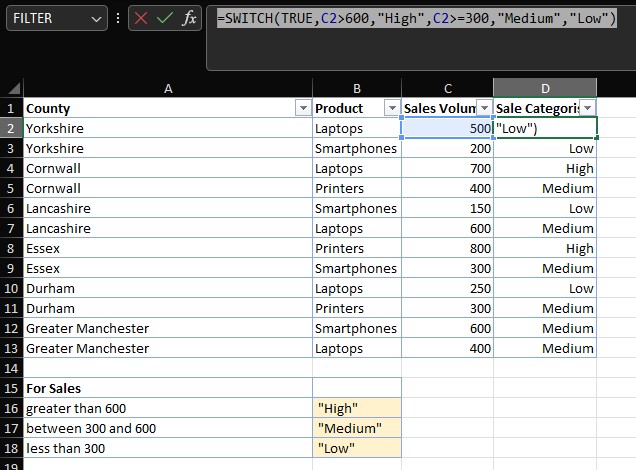 FILTER fx =SWITCH(TRUE,C2>600,"High",C2>=300,"Medium","Low")
A B C D
1 County Product Sales Volum Sale Categoris
2 Yorkshire Laptops 500 "Low")
3 Yorkshire Smartphones 200 Low
4 Cornwall Laptops 700 High
5 Cornwall Printers 400 Medium
6 Lancashire Smartphones 150 Low
7 Lancashire Laptops 600 Medium
8 Essex Printers 800 High
9 Essex Smartphones 300 Medium
10 Durham Laptops 250 Low
11 Durham Printers 300 Medium
12 Greater Manchester Smartphones 600 Medium
13 Greater Manchester Laptops 400 Medium
14
15 For Sales
16 greater than 600 "High"
17 between 300 and 600 "Medium"
18 less than 300 "Low"
19